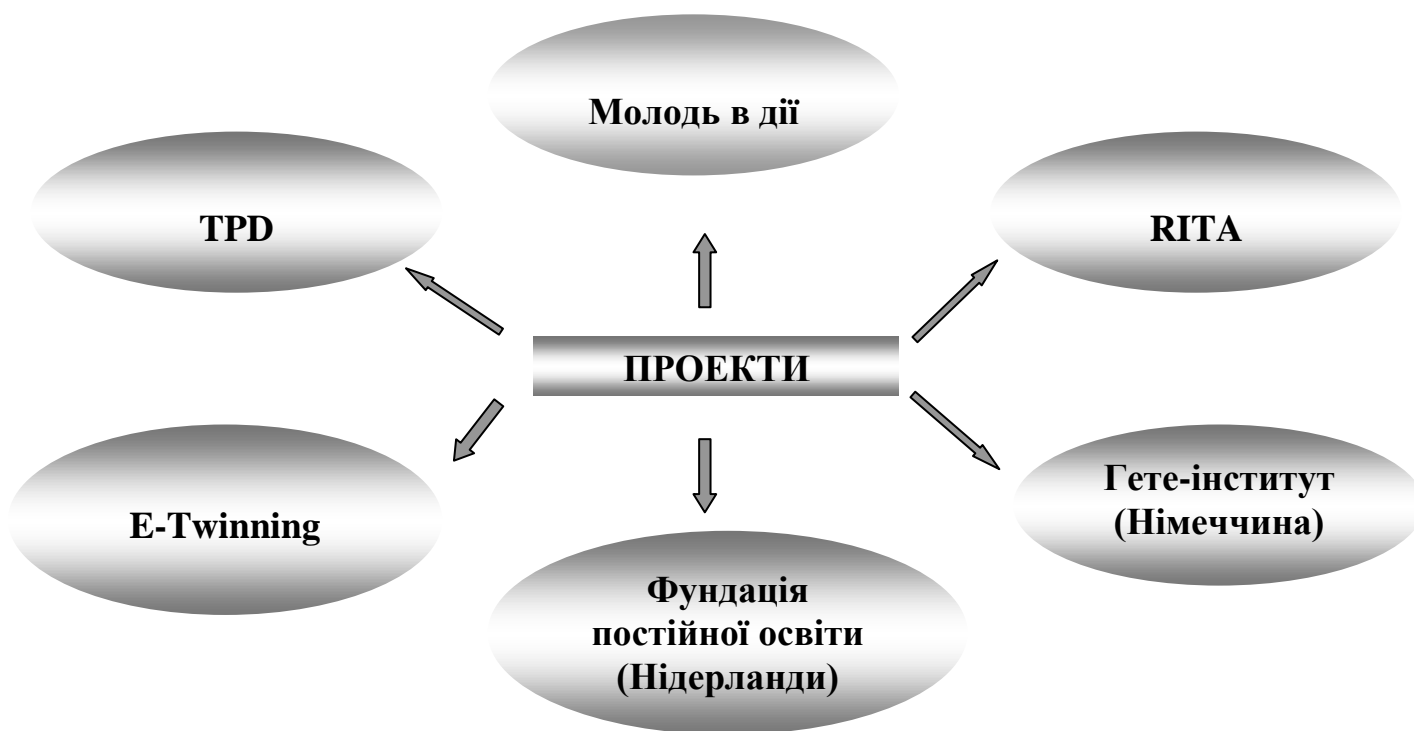 Молодь в дії
TPD
RITA
ПРОЕКТИ
E-Twinning
Гете-інститут
(Німеччина)
Фундація
постійної освіти
(Нідерланди)